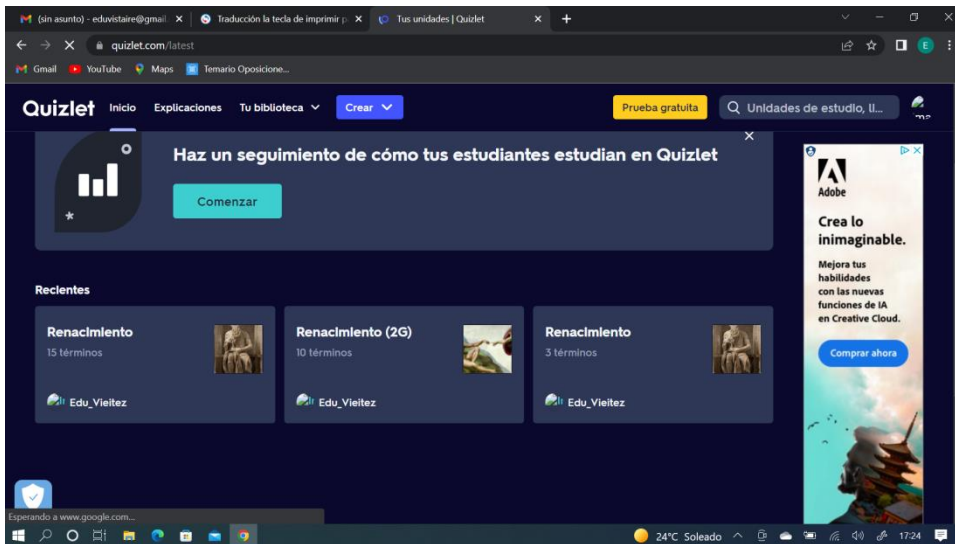 (sin asunto) - eduvistaire@gmail.
Traducción la tecla de imprimir p
Tus unidades | Quizlet
quizlet.com/latest
Gmail YouTube Maps Temario Oposicione...
Quizlet Inicio Explicaciones Tu biblioteca Crear Prueba gratuita Unidades de estudio, li...
Haz un seguimiento de cómo tus estudiantes estudian en Quizlet
Comenzar
Recientes
Renacimiento
15 términos
Edu_Vieitez
Renacimiento (2G)
10 términos
Edu_Vieitez
Renacimiento
3 términos
Edu_Vieitez
Adobe
Crea lo
inimaginable.
Mejora tus
habilidades
con las nuevas
funciones de IA
en Creative Cloud.
Comprar ahora
Esperando a www.google.com...
24°C Soleado 17:24